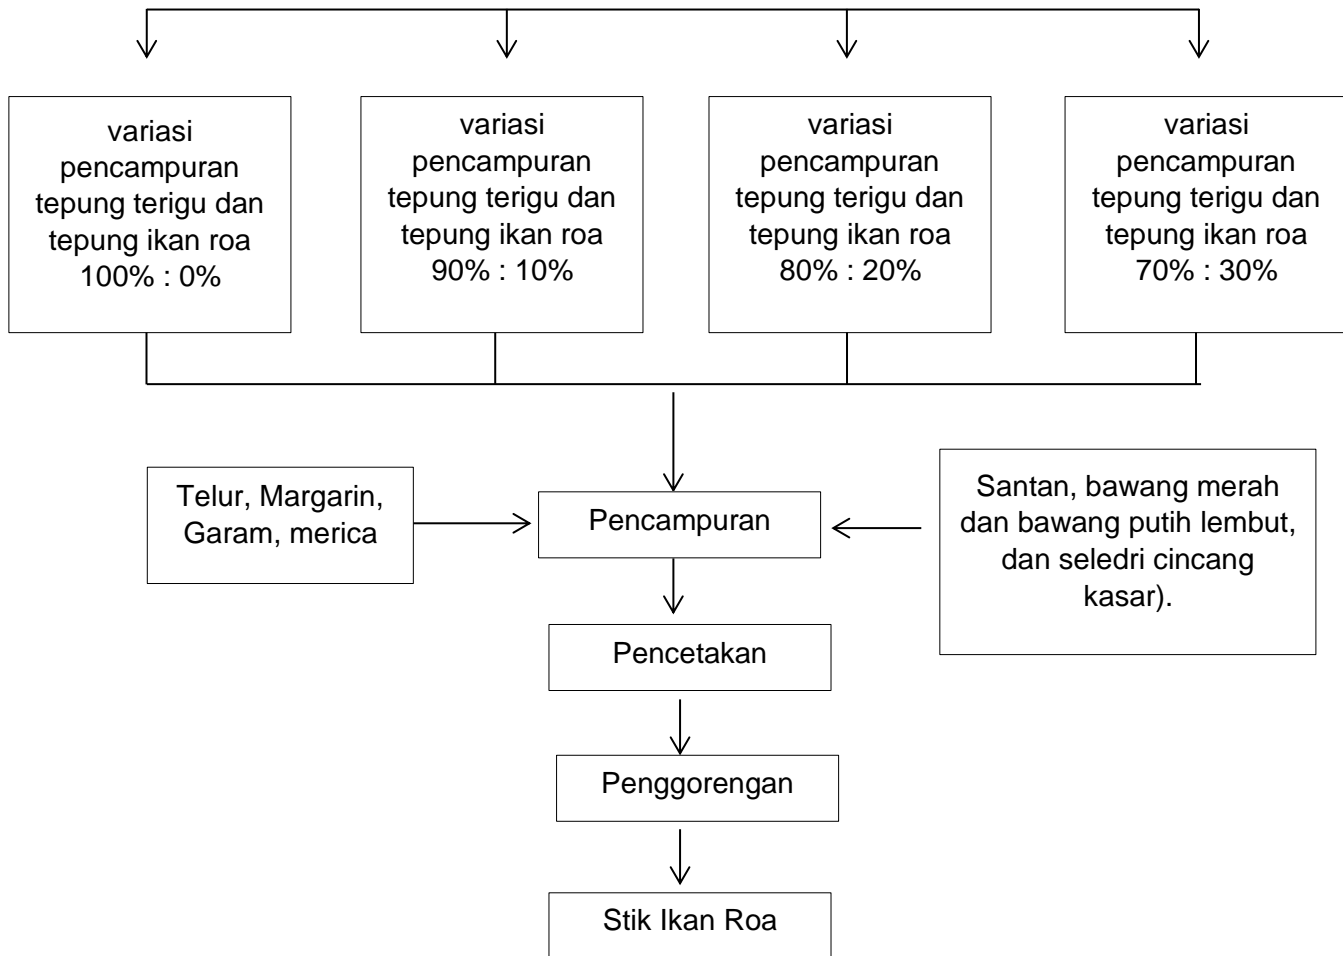 variasi
pencampuran
tepung terigu dan
tepung ikan roa
100% : 0%
variasi
pencampuran
tepung terigu dan
tepung ikan roa
90% : 10%
variasi
pencampuran
tepung terigu dan
tepung ikan roa
80% : 20%
variasi
pencampuran
tepung terigu dan
tepung ikan roa
70% : 30%
Telur, Margarin,
Garam, merica
Pencampuran
Santan, bawang merah
dan bawang putih lembut,
dan seledri cincang
kasar).
Pencetakan
Penggorengan
Stik Ikan Roa